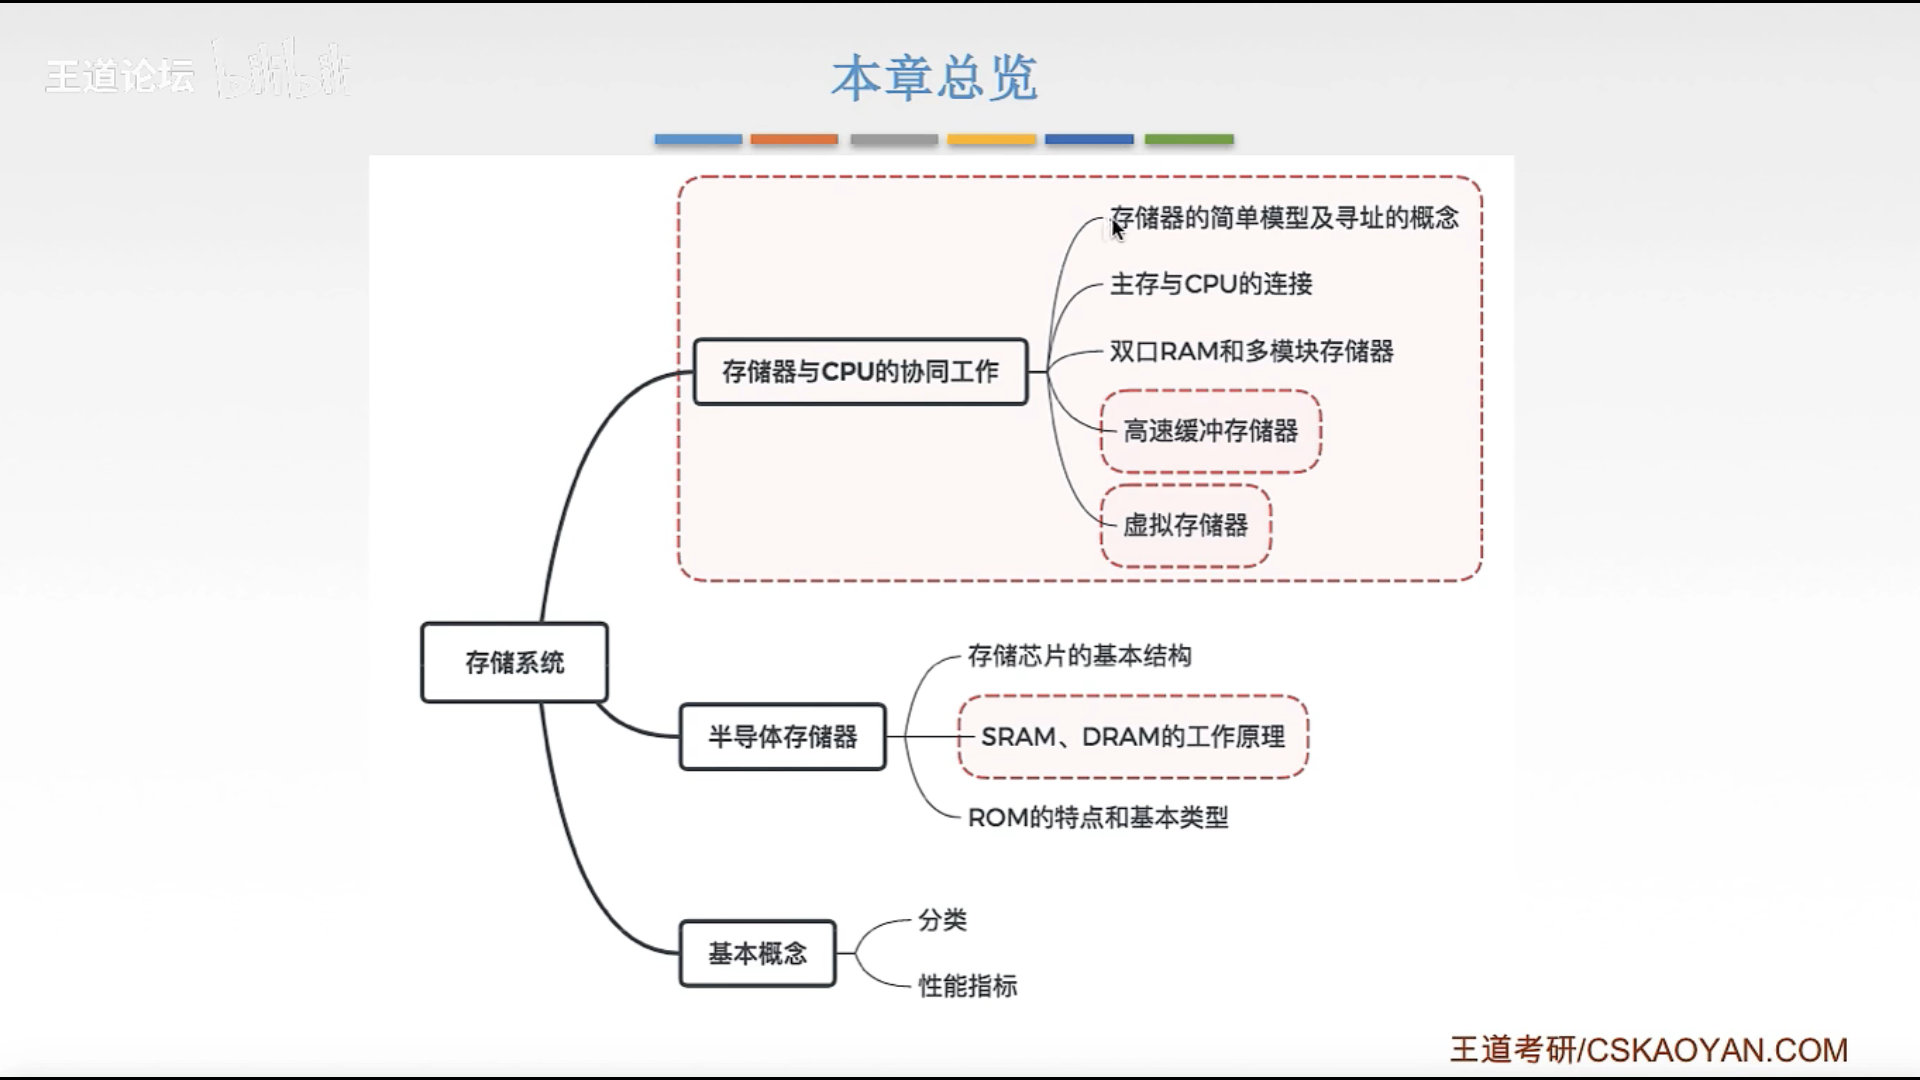 王道论坛 bilibili
本章总览
存储器的简单模型及寻址的概念
主存与CPU的连接
双口RAM和多模块存储器
存储器与CPU的协同工作
高速缓冲存储器
虚拟存储器
存储系统
存储芯片的基本结构
半导体存储器
SRAM、DRAM的工作原理
ROM的特点和基本类型
分类
基本概念
性能指标
王道考研/CSKAOYAN.COM